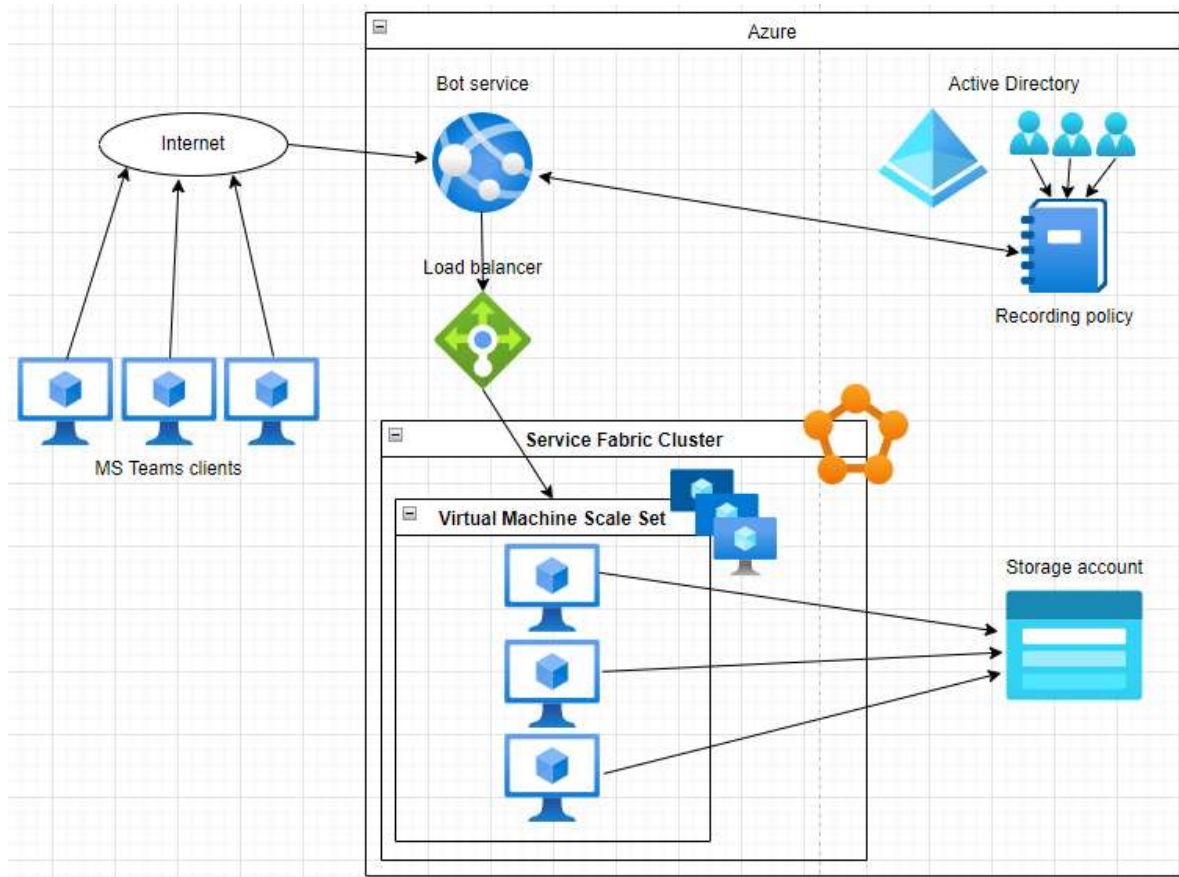 Azure
Bot service
Active Directory
Internet
Load balancer
Recording policy
MS Teams clients
Service Fabric Cluster
Virtual Machine Scale Set
Storage account